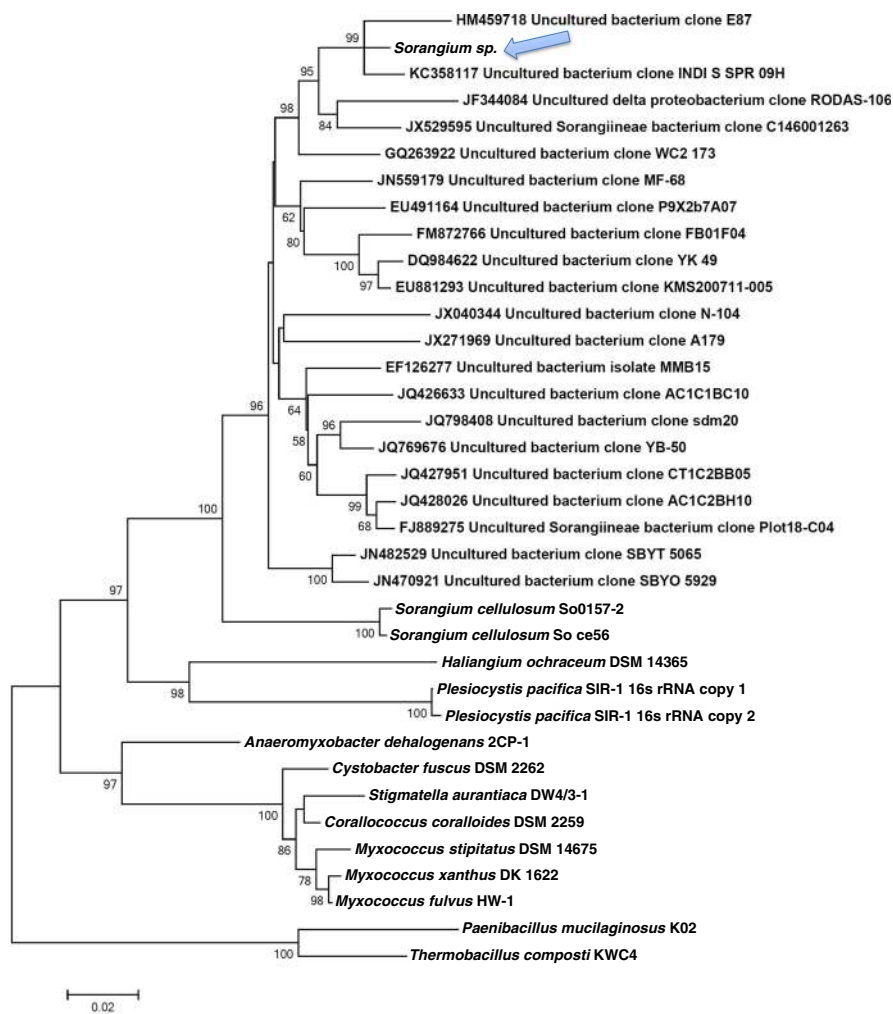 HM459718 Uncultured bacterium clone E87
99
Sorangium sp.
KC358117 Uncultured bacterium clone INDI S SPR 09H
95
JF344084 Uncultured delta proteobacterium clone RODAS-106
98
84
JX529595 Uncultured Sorangiineae bacterium clone C146001263
GQ263922 Uncultured bacterium clone WC2 173
JN559179 Uncultured bacterium clone MF-68
62
EU491164 Uncultured bacterium clone P9X2b7A07
80
FM872766 Uncultured bacterium clone FB01F04
100
DQ984622 Uncultured bacterium clone YK 49
97
EU881293 Uncultured bacterium clone KMS200711-005
JX040344 Uncultured bacterium clone N-104
JX271969 Uncultured bacterium clone A179
EF126277 Uncultured bacterium isolate MMB15
96
64
JQ426633 Uncultured bacterium clone AC1C1BC10
96
JQ798408 Uncultured bacterium clone sdm20
58
JQ769676 Uncultured bacterium clone YB-50
60
JQ427951 Uncultured bacterium clone CT1C2BB05
99
JQ428026 Uncultured bacterium clone AC1C2BH10
100
68
FJ889275 Uncultured Sorangiineae bacterium clone Plot18-C04
JN482529 Uncultured bacterium clone SBYT 5065
100
JN470921 Uncultured bacterium clone SBYO 5929
97
Sorangium cellulosum So0157-2
100
Sorangium cellulosum So ce56
Haliangium ochraceum DSM 14365
98
Plesiocystis pacifica SIR-1 16s rRNA copy 1
100
Plesiocystis pacifica SIR-1 16s rRNA copy 2
Anaeromyxobacter dehalogenans 2CP-1
97
Cystobacter fuscus DSM 2262
100
Stigmatella aurantiaca DW4/3-1
Corallococcus coralloides DSM 2259
86
Myxococcus stipitatus DSM 14675
78
Myxococcus xanthus DK 1622
98
Myxococcus fulvus HW-1
Paenibacillus mucilaginosus K02
100
Thermobacillus composti KWC4
0.02